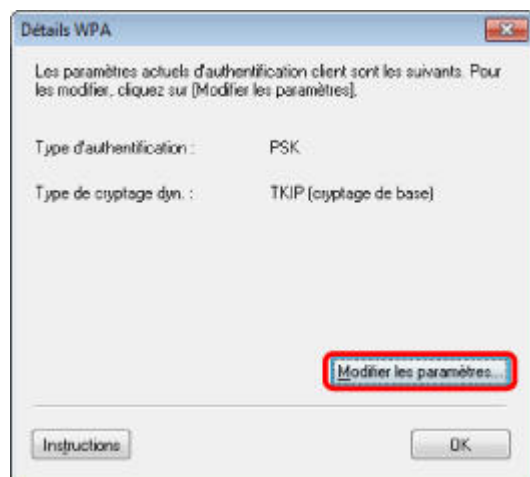 Détails WPA
Les paramètres actuels d'authentification client sont les suivants. Pour
les modifier, cliquez sur [Modifier les paramètres].
Type d'authentification : PSK
Type de cryptage dyn. : TKIP (cryptage de base)
Modifier les paramètres...
Instructions OK